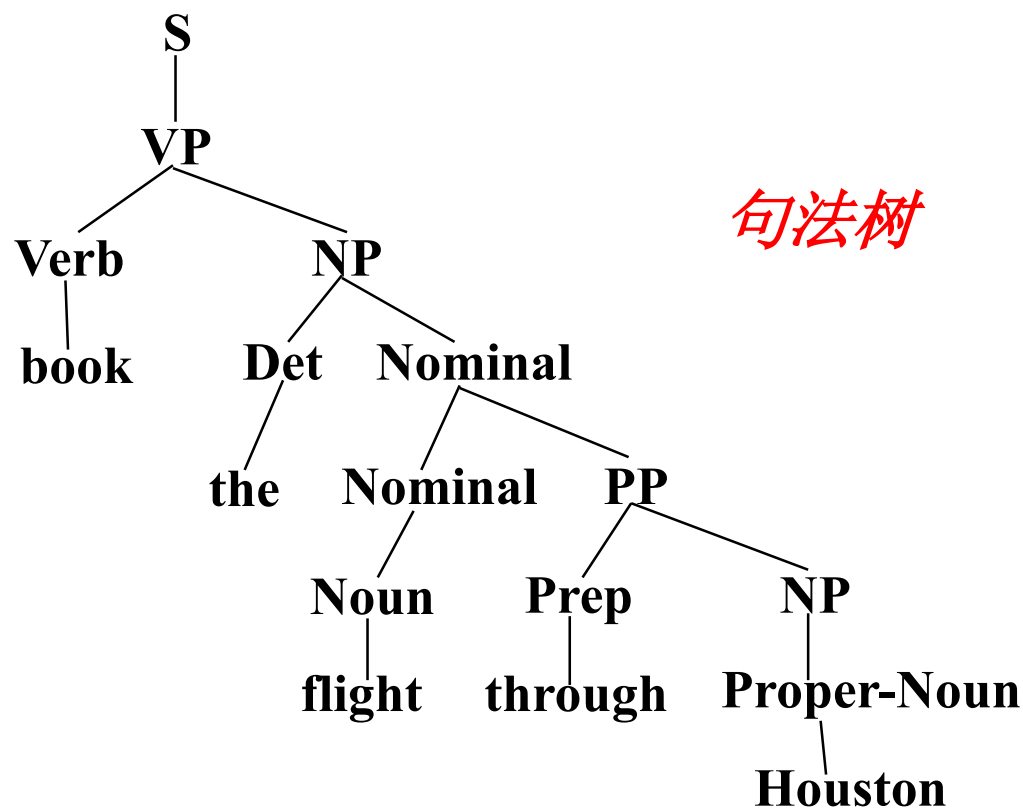 S
VP
句法树
Verb NP
book Det Nominal
the Nominal PP
Noun Prep NP
flight through Proper-Noun
Houston